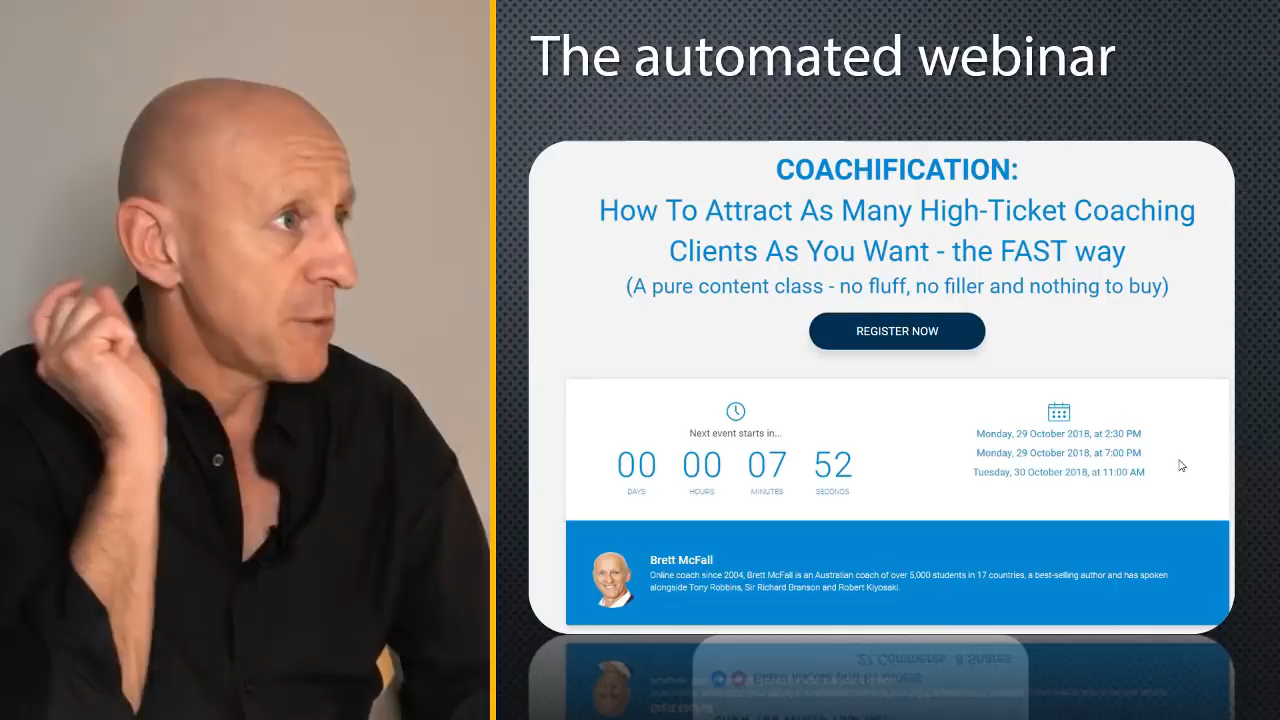 The automated webinar
COACHIFICATION:
How To Attract As Many High-Ticket Coaching
Clients As You Want - the FAST way
(A pure content class - no fluff, no filler and nothing to buy)
REGISTER NOW
Next event starts in...
00 00 07 52
DAYS HOURS MINUTES SECONDS
Monday, 29 October 2018, at 2:30 PM
Monday, 29 October 2018, at 7:00 PM
Tuesday, 30 October 2018, at 11:00 AM
Brett McFall
Online coach since 2004, Brett McFall is an Australian coach of over 5,000 students in 17 countries, a best-selling author and has spoken
alongside Tony Robbins, Sir Richard Branson and Robert Kiyosaki.
27 Comments 8 Shares